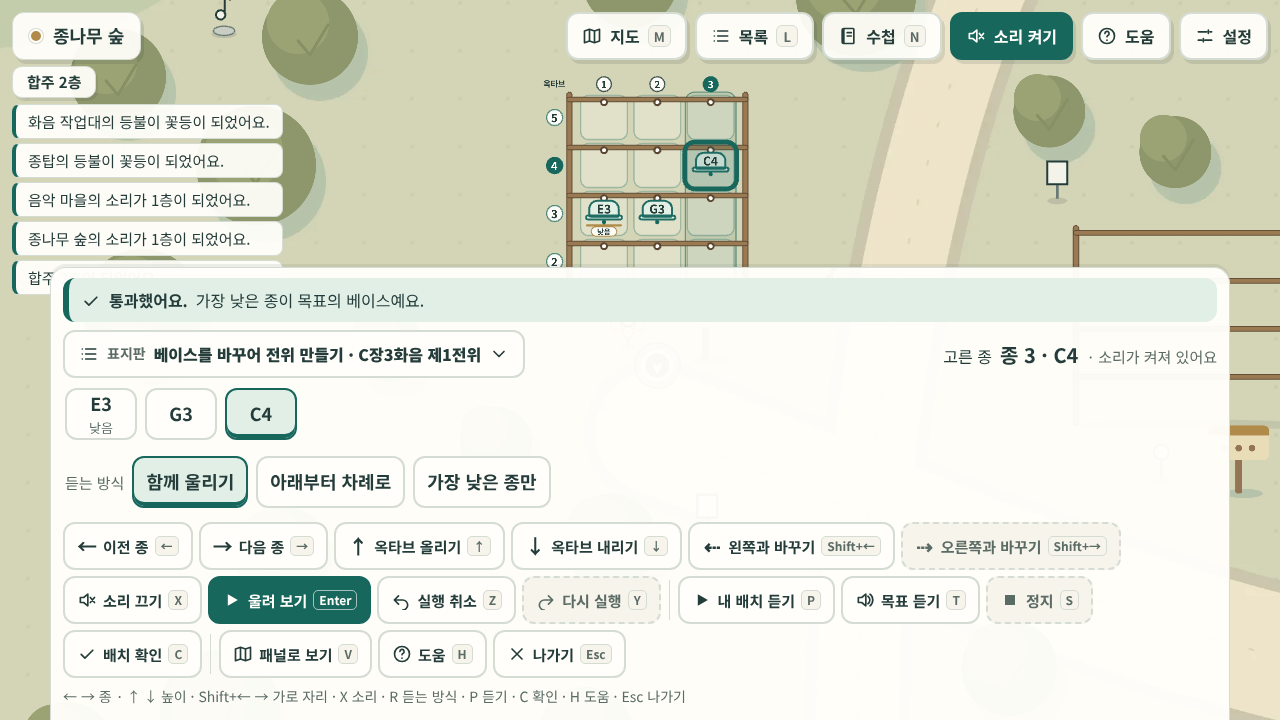 종나무 숲
지도 M
목록 L
수첩 N
소리 켜기
도움
설정
합주 2층
화음 작업대의 등불이 꽃등이 되었어요.
종탑의 등불이 꽃등이 되었어요.
음악 마을의 소리가 1층이 되었어요.
종나무 숲의 소리가 1층이 되었어요.
합주
옥타브 1 2 3
5
4 C4
3 E3 G3
낮음
2
통과했어요. 가장 낮은 종이 목표의 베이스예요.
표지판 베이스를 바꾸어 전위 만들기 · C장3화음 제1전위
고른 종 종 3 · C4 · 소리가 켜져 있어요
E3 낮음
G3
C4
듣는 방식 함께 울리기 아래부터 차례로 가장 낮은 종만
← 이전 종 ← → 다음 종 → ↑ 옥타브 올리기 ↑ ↓ 옥타브 내리기 ↓ 왼쪽과 바꾸기 Shift+← 오른쪽과 바꾸기 Shift+→
소리 끄기 X 울려 보기 Enter 실행 취소 Z 다시 실행 Y 내 배치 듣기 P 목표 듣기 T 정지 S
배치 확인 C 패널로 보기 V 도움 H 나가기 Esc
← → 종 · ↑ ↓ 높이 · Shift+← → 가로 자리 · X 소리 · R 듣는 방식 · P 듣기 · C 확인 · H 도움 · Esc 나가기